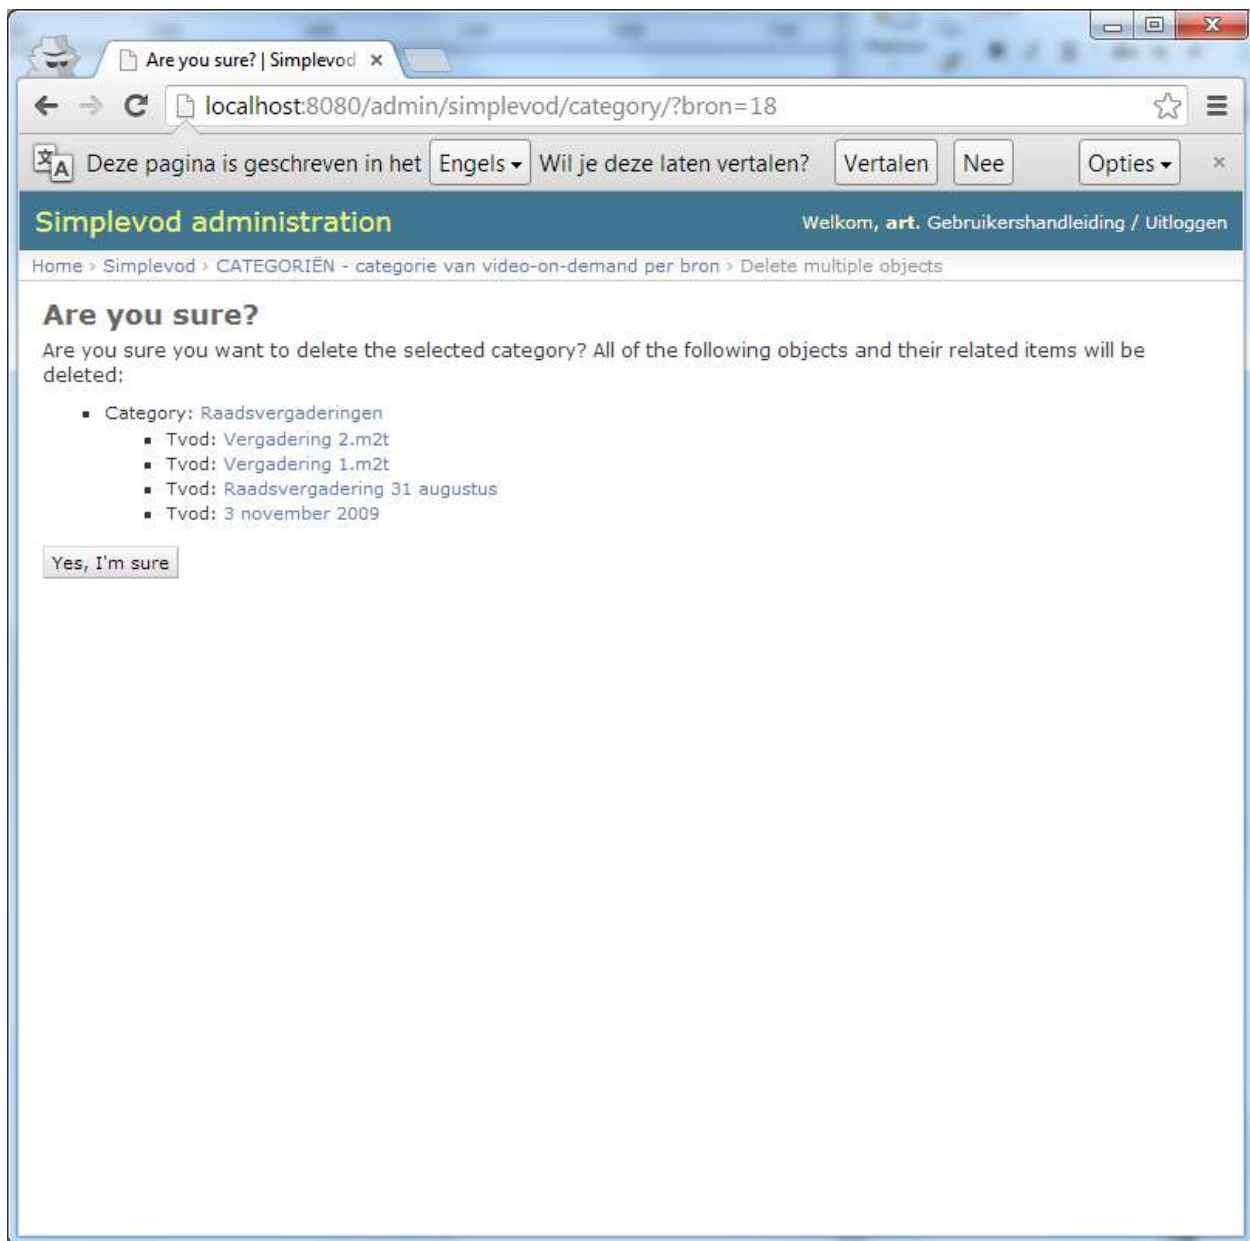 Are you sure? | Simplevod
localhost:8080/admin/simplevod/category/?bron=18
Deze pagina is geschreven in het Engels Wil je deze laten vertalen? Vertalen Nee Opties
Simplevod administration Welkom, art. Gebruikershandleiding / Uitloggen
Home › Simplevod › CATEGORIËN - categorie van video-on-demand per bron › Delete multiple objects
Are you sure?
Are you sure you want to delete the selected category? All of the following objects and their related items will be
deleted:
Category: Raadsvergaderingen
Tvod: Vergadering 2.m2t
Tvod: Vergadering 1.m2t
Tvod: Raadsvergadering 31 augustus
Tvod: 3 november 2009
Yes, I'm sure